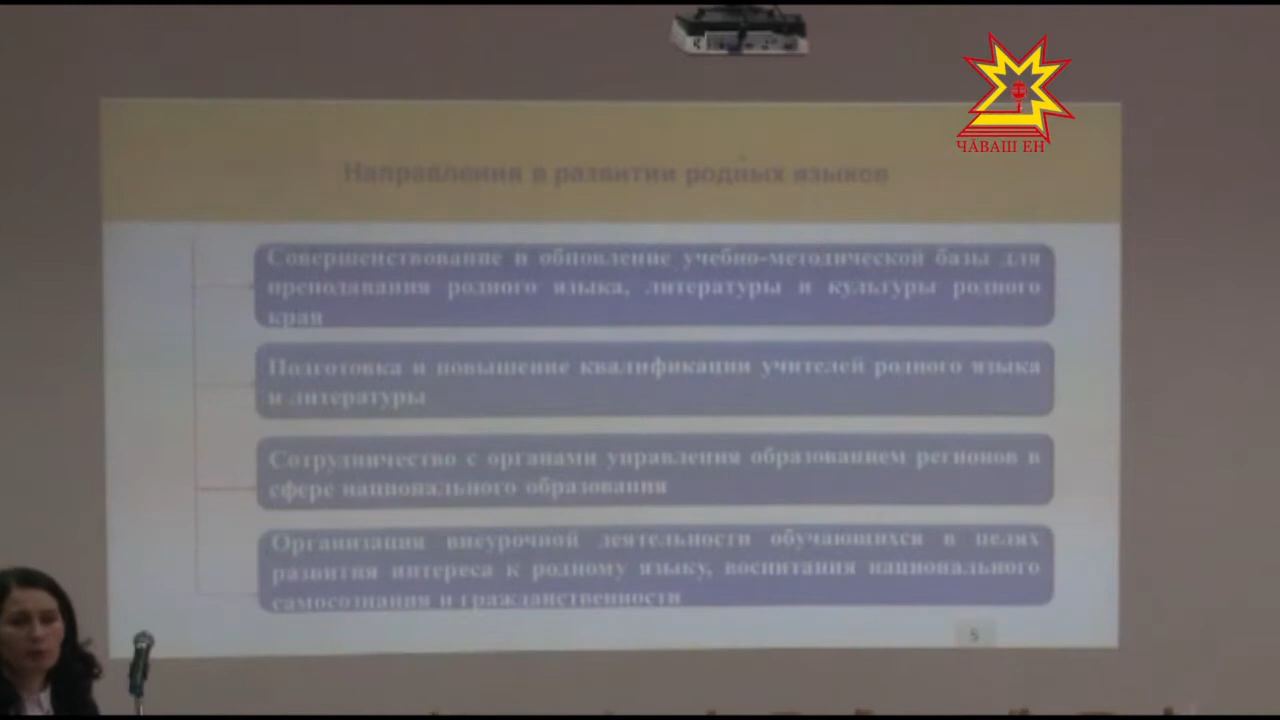 ЧӐВАШ ЕН
Направления в развитии родных языков
Совершенствование и обновление учебно-методической базы для
преподавания родного языка, литературы и культуры родного
края
Подготовка и повышение квалификации учителей родного языка
и литературы
Сотрудничество с органами управления образованием регионов в
сфере национального образования
Организация внеурочной деятельности обучающихся в целях
развития интереса к родному языку, воспитания национального
самосознания и гражданственности
5